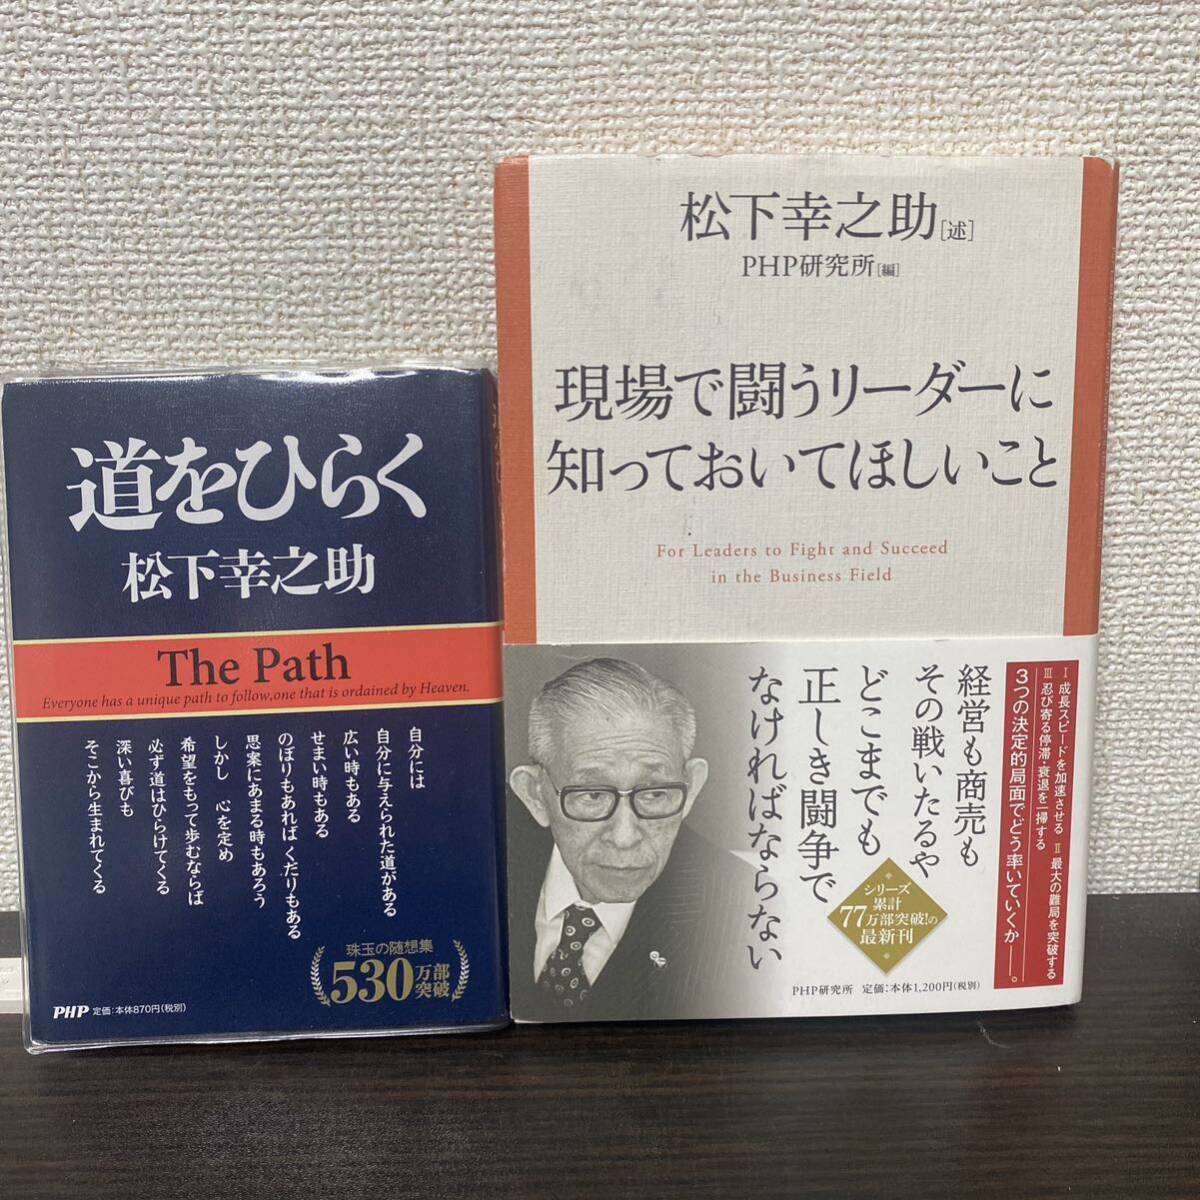 道をひらく
松下幸之助
The Path
Everyone has a unique path to follow,one that is ordained by Heaven.
自分には
自分に与えられた道がある
広い時もある
せまい時もある
のぼりもあれば くだりもある
思案にあまる時もあろう
しかし 心を定め
希望をもって歩むならば
必ず道はひらけてくる
深い喜びも
そこから生まれてくる
珠玉の随想集
530万部
突破
PHP 定価:本体870円(税別)
松下幸之助[述]
PHP研究所[編]
現場で闘うリーダーに
知っておいてほしいこと
For Leaders to Fight and Succeed
in the Business Field
Ⅰ 成長スピードを加速させる Ⅱ 最大の難局を突破する
Ⅲ 忍び寄る停滞・衰退を一掃する
3つの決定的局面でどう率いていくか――。
経営も商売も
その戦いたるや
どこまでも
正しき闘争で
なければならない
シリーズ
累計
77万部突破!の
最新刊
PHP研究所 定価:本体1,200円(税別)